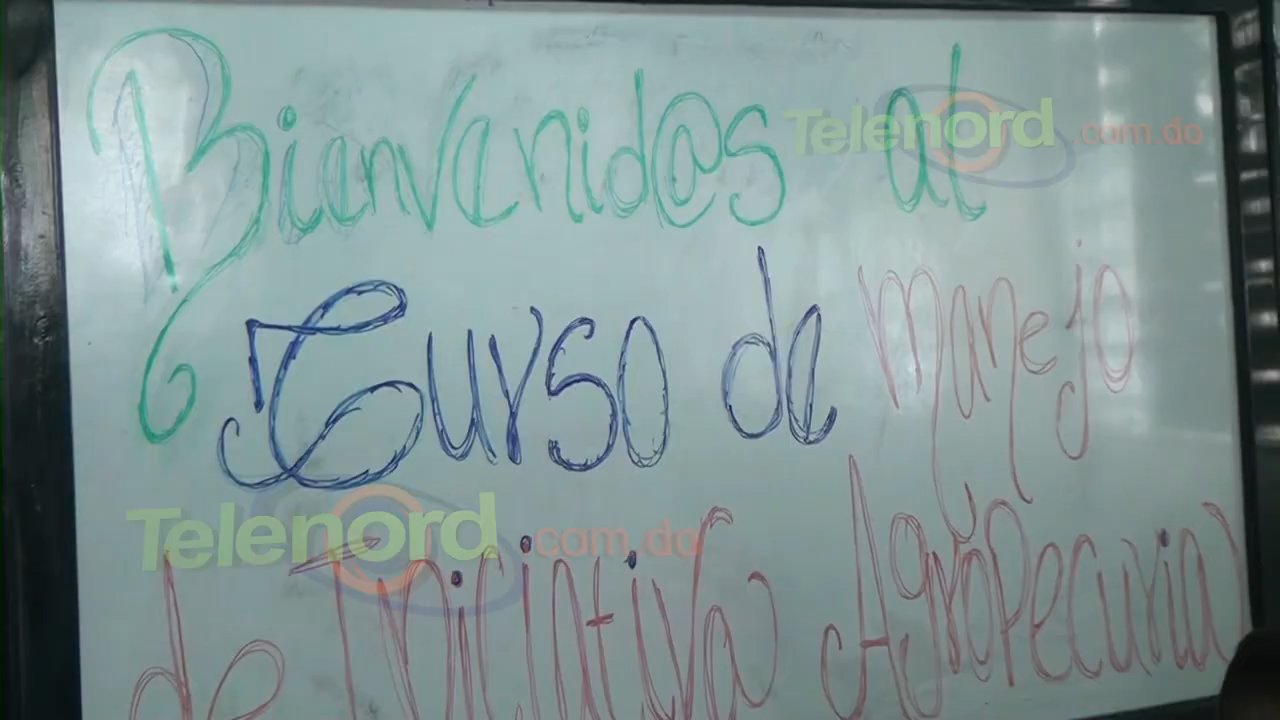 Bienvenid@s al
Telenord.com.do
Curso de manejo
Telenord.com.do
de Iniciativa AgroPecuria